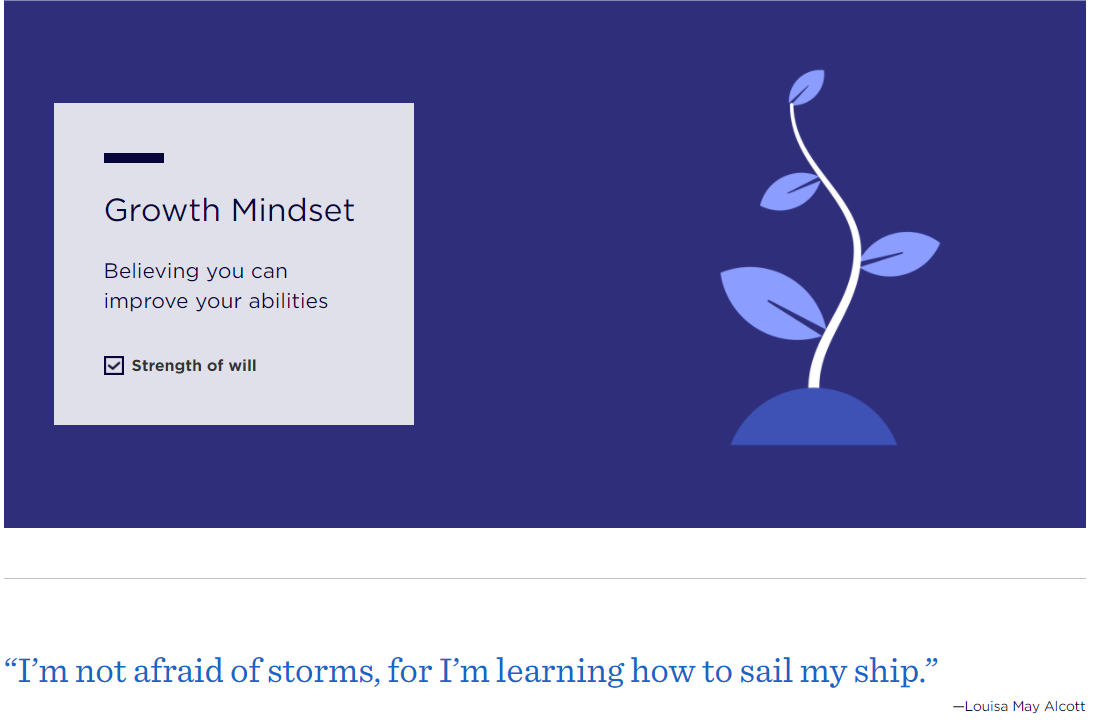 Growth Mindset
Believing you can
improve your abilities
Strength of will
“I’m not afraid of storms, for I’m learning how to sail my ship.”
—Louisa May Alcott